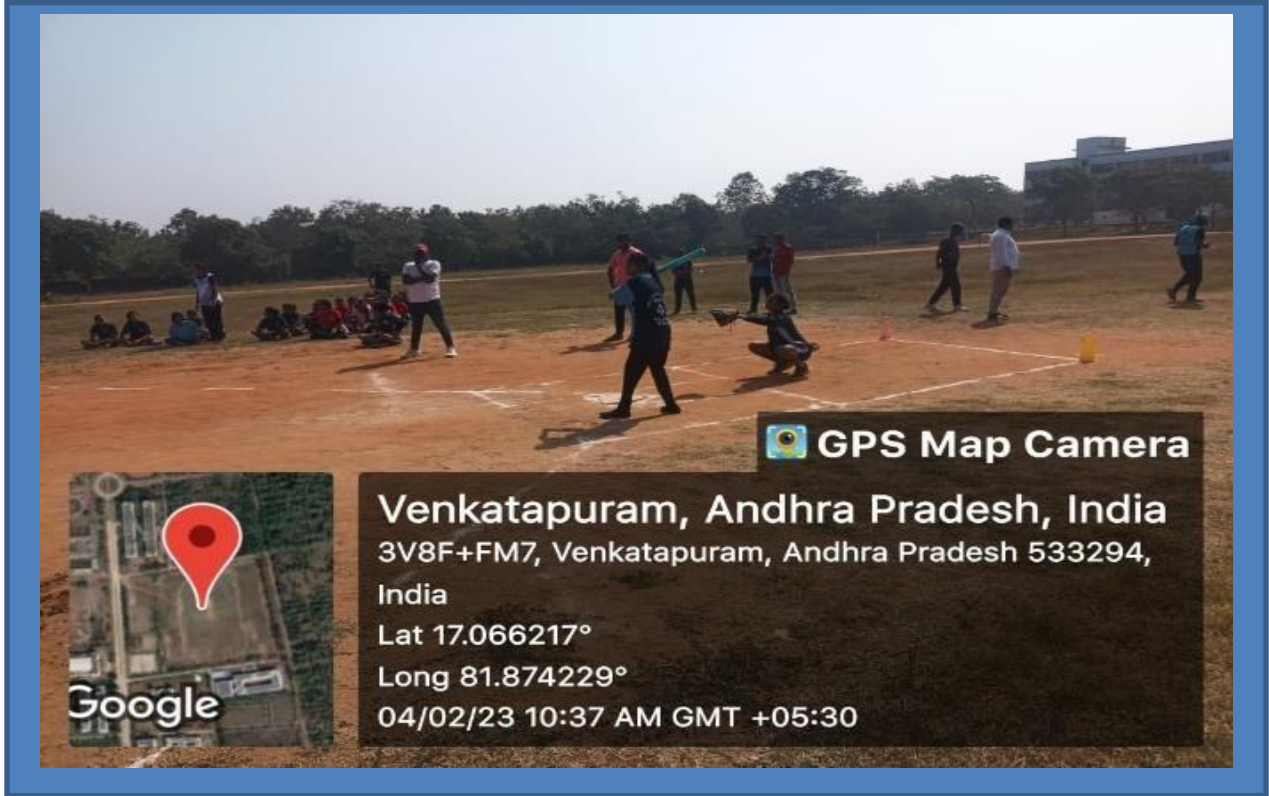 GPS Map Camera
Venkatapuram, Andhra Pradesh, India
3V8F+FM7, Venkatapuram, Andhra Pradesh 533294,
India
Lat 17.066217°
Long 81.874229°
04/02/23 10:37 AM GMT +05:30
Google